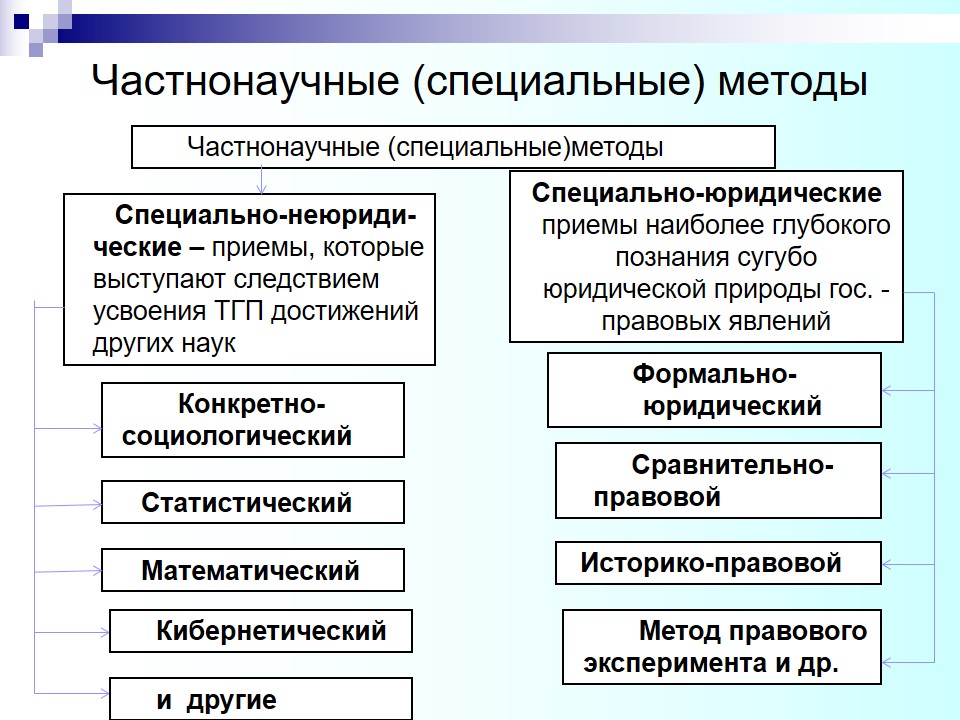 Частнонаучные (специальные) методы
Частнонаучные (специальные)методы
Специально-неюриди-
ческие – приемы, которые
выступают следствием
усвоения ТГП достижений
других наук
Конкретно-
социологический
Статистический
Математический
Кибернетический
и другие
Специально-юридические
приемы наиболее глубокого
познания сугубо
юридической природы гос. -
правовых явлений
Формально-
юридический
Сравнительно-
правовой
Историко-правовой
Метод правового
эксперимента и др.